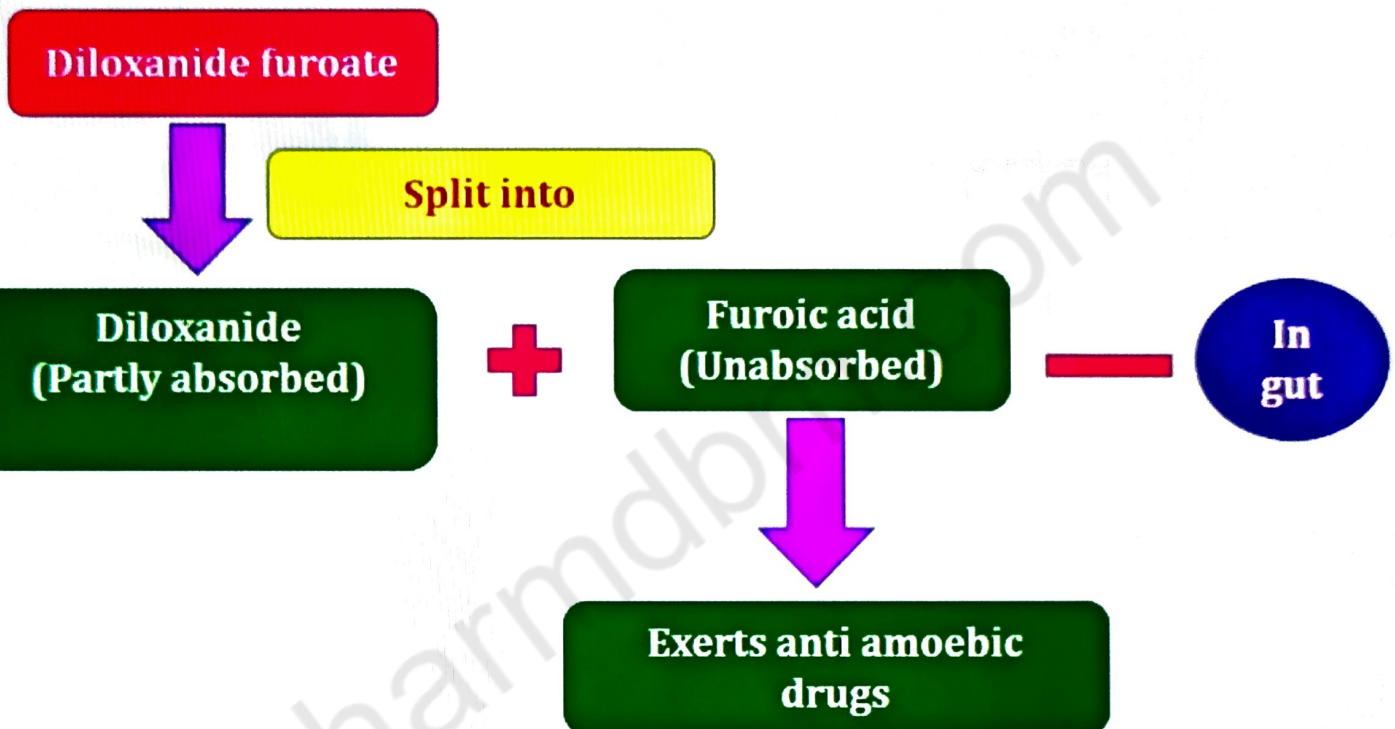 Diloxanide furoate
Split into
Diloxanide
(Partly absorbed)
Furoic acid
(Unabsorbed)
In
gut
Exerts anti amoebic
drugs